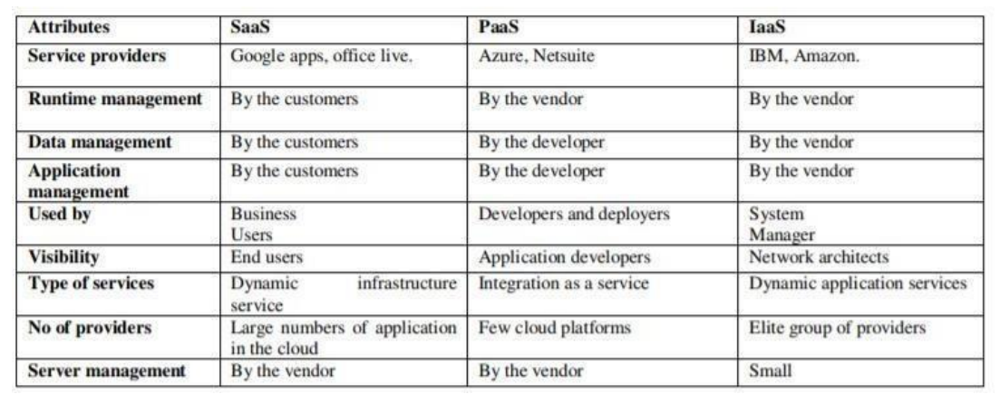 Attributes SaaS PaaS IaaS
Service providers Google apps, office live. Azure, Netsuite IBM, Amazon.
Runtime management By the customers By the vendor By the vendor
Data management By the customers By the developer By the vendor
Application By the customers By the developer By the vendor
management
Used by Business Developers and deployers System
Users Manager
Visibility End users Application developers Network architects
Type of services Dynamic infrastructure Integration as a service Dynamic application services
service
No of providers Large numbers of application Few cloud platforms Elite group of providers
in the cloud
Server management By the vendor By the vendor Small